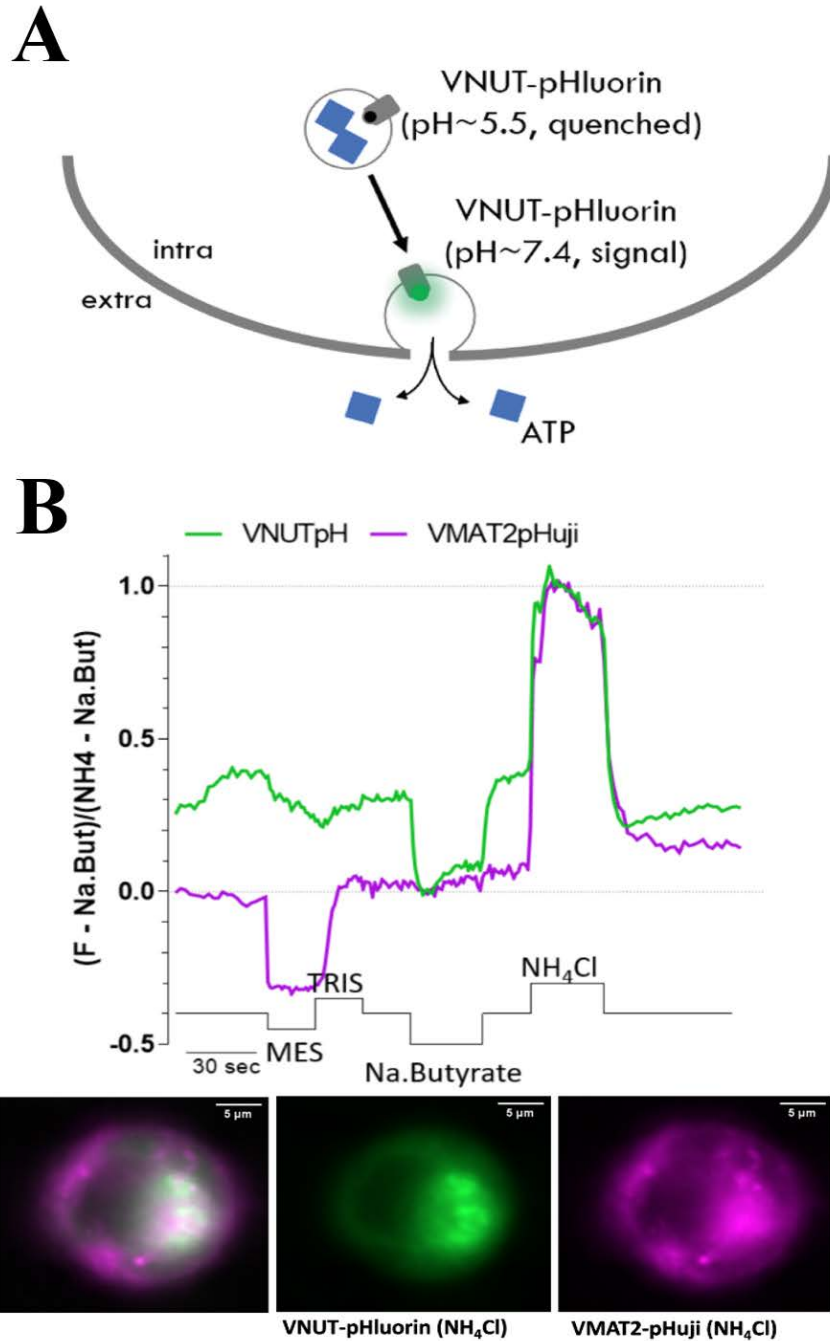 A
VNUT-pHluorin
(pH~5.5, quenched)
VNUT-pHluorin
(pH~7.4, signal)
intra
extra
ATP
B
VNUTpH VMAT2pHuji
(F - Na.But)/(NH4 - Na.But)
1.0
0.5
0.0
-0.5
TRIS
NH₄Cl
30 sec
MES
Na.Butyrate
5 µm
5 µm
5 µm
VNUT-pHluorin (NH₄Cl)
VMAT2-pHuji (NH₄Cl)